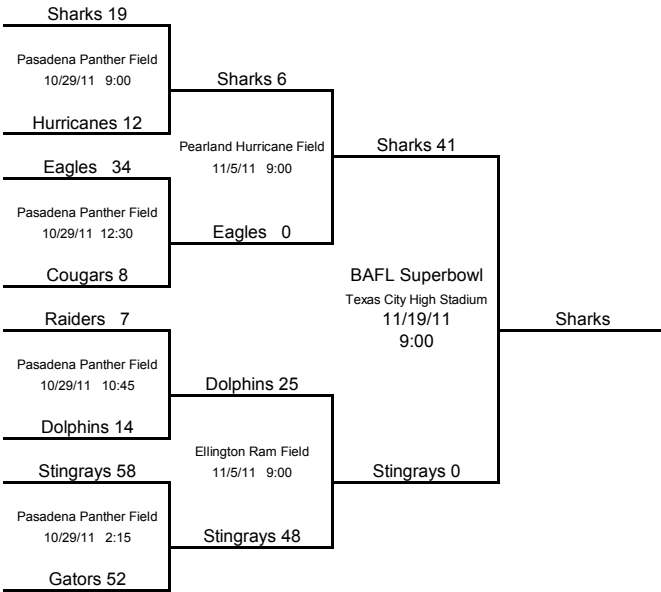 Sharks 19
Pasadena Panther Field
10/29/11 9:00
Hurricanes 12
Eagles 34
Pasadena Panther Field
10/29/11 12:30
Cougars 8
Raiders 7
Pasadena Panther Field
10/29/11 10:45
Dolphins 14
Stingrays 58
Pasadena Panther Field
10/29/11 2:15
Gators 52
Sharks 6
Pearland Hurricane Field
11/5/11 9:00
Eagles 0
Dolphins 25
Ellington Ram Field
11/5/11 9:00
Stingrays 48
Sharks 41
BAFL Superbowl
Texas City High Stadium
11/19/11
9:00
Stingrays 0
Sharks